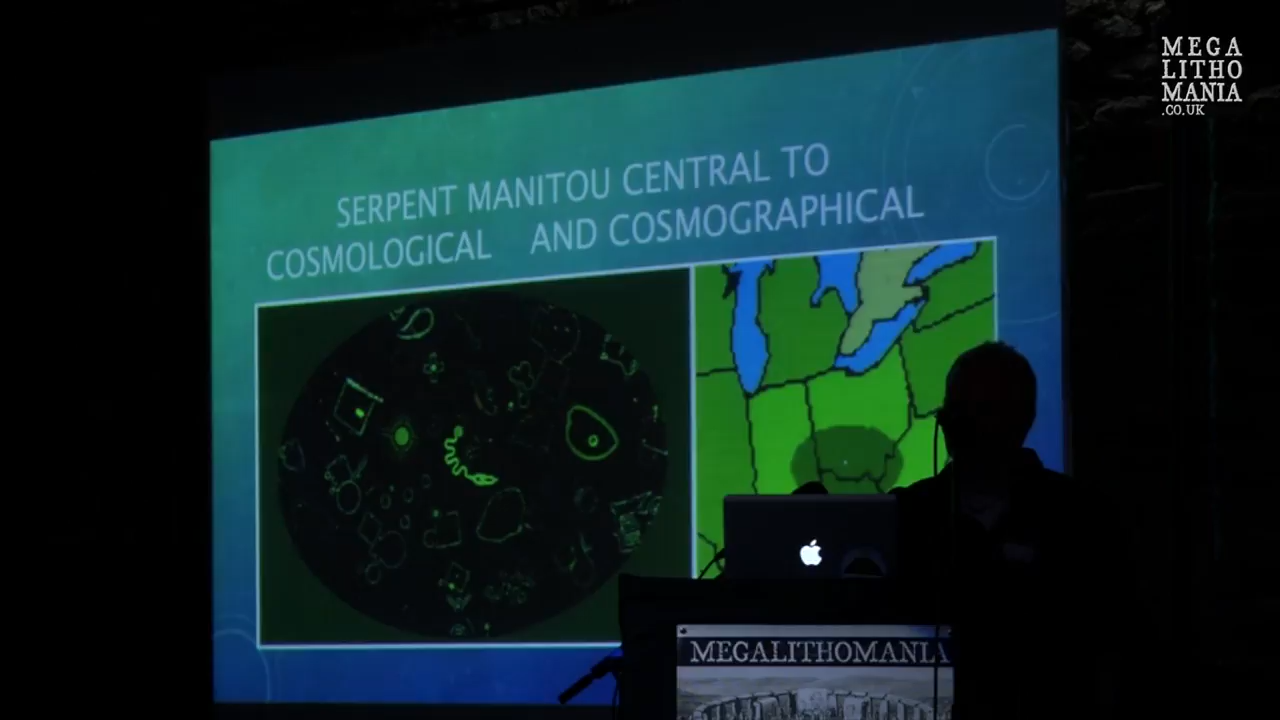 MEGA
LITHO
MANIA
.CO.UK
SERPENT MANITOU CENTRAL TO
COSMOLOGICAL AND COSMOGRAPHICAL
MEGALITHOMANIA